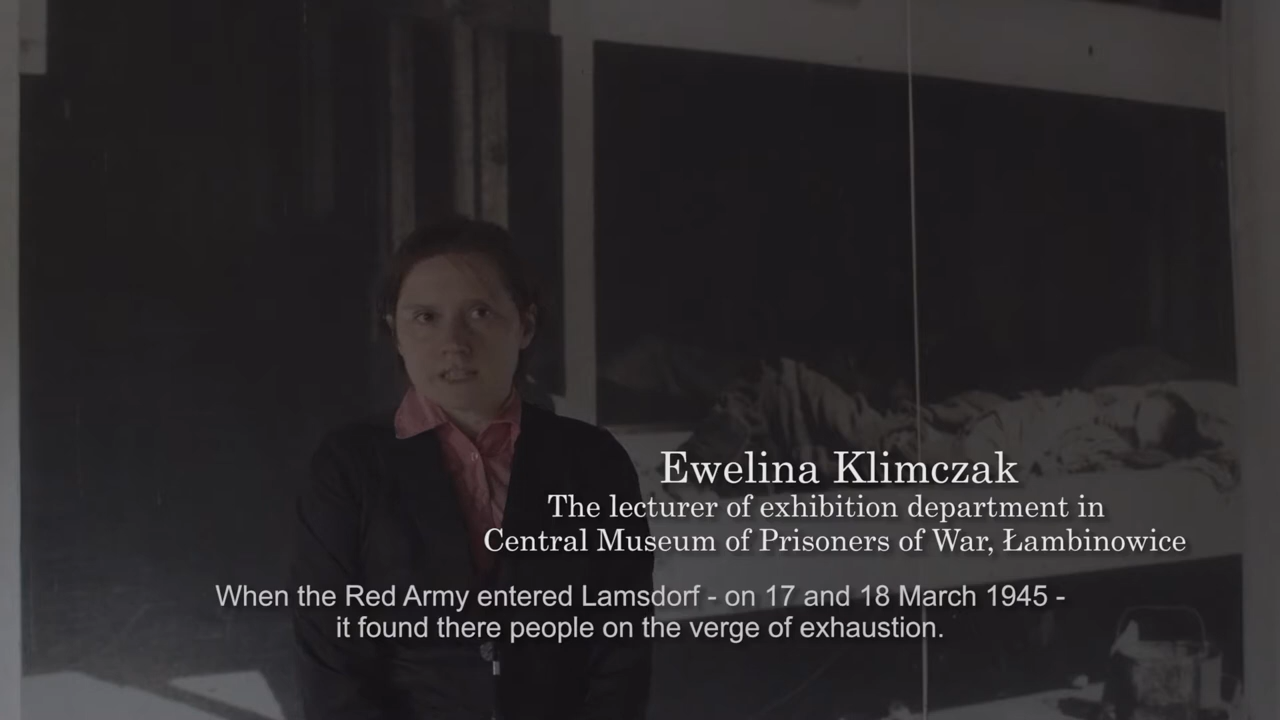 Ewelina Klimczak
The lecturer of exhibition department in
Central Museum of Prisoners of War, Łambinowice
When the Red Army entered Lamsdorf - on 17 and 18 March 1945 -
it found there people on the verge of exhaustion.